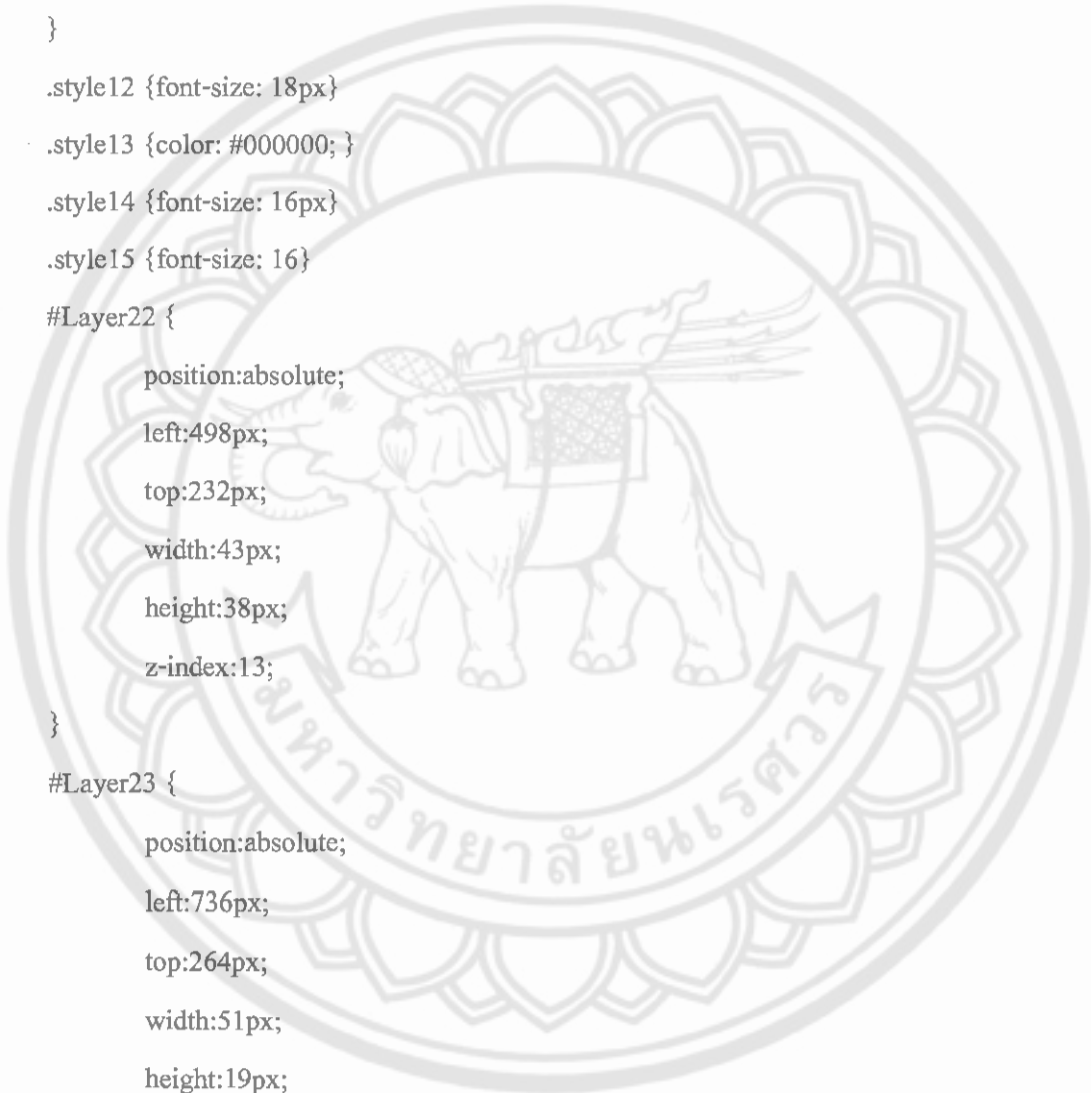 }
.style12 {font-size: 18px}
.style13 {color: #000000; }
.style14 {font-size: 16px}
.style15 {font-size: 16}
#Layer22 {
position:absolute;
left:498px;
top:232px;
width:43px;
height:38px;
z-index:13;
}
#Layer23 {
position:absolute;
left:736px;
top:264px;
width:51px;
height:19px;
มหาวิทยาลัยนเรศวร